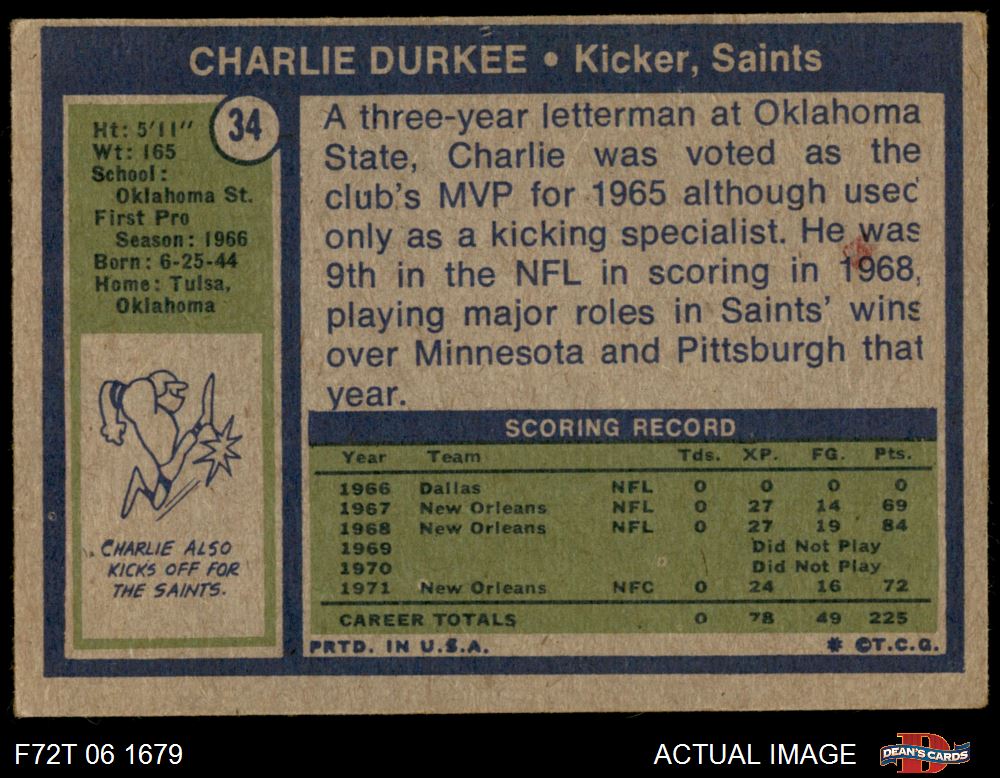 CHARLIE DURKEE • Kicker, Saints
34
Ht: 5'11"
Wt: 165
School:
Oklahoma St.
First Pro
Season: 1966
Born: 6-25-44
Home: Tulsa,
Oklahoma
CHARLIE ALSO
KICKS OFF FOR
THE SAINTS.
A three-year letterman at Oklahoma
State, Charlie was voted as the
club's MVP for 1965 although used
only as a kicking specialist. He was
9th in the NFL in scoring in 1968,
playing major roles in Saints' wins
over Minnesota and Pittsburgh that
year.
SCORING RECORD
Year Team Tds. XP. FG. Pts.
1966 Dallas NFL 0 0 0 0
1967 New Orleans NFL 0 27 14 69
1968 New Orleans NFL 0 27 19 84
1969 Did Not Play
1970 Did Not Play
1971 New Orleans NFC 0 24 16 72
CAREER TOTALS 0 78 49 225
PRTD. IN U.S.A. * ©T.C.G.
F72T 06 1679 ACTUAL IMAGE DEAN'S CARDS